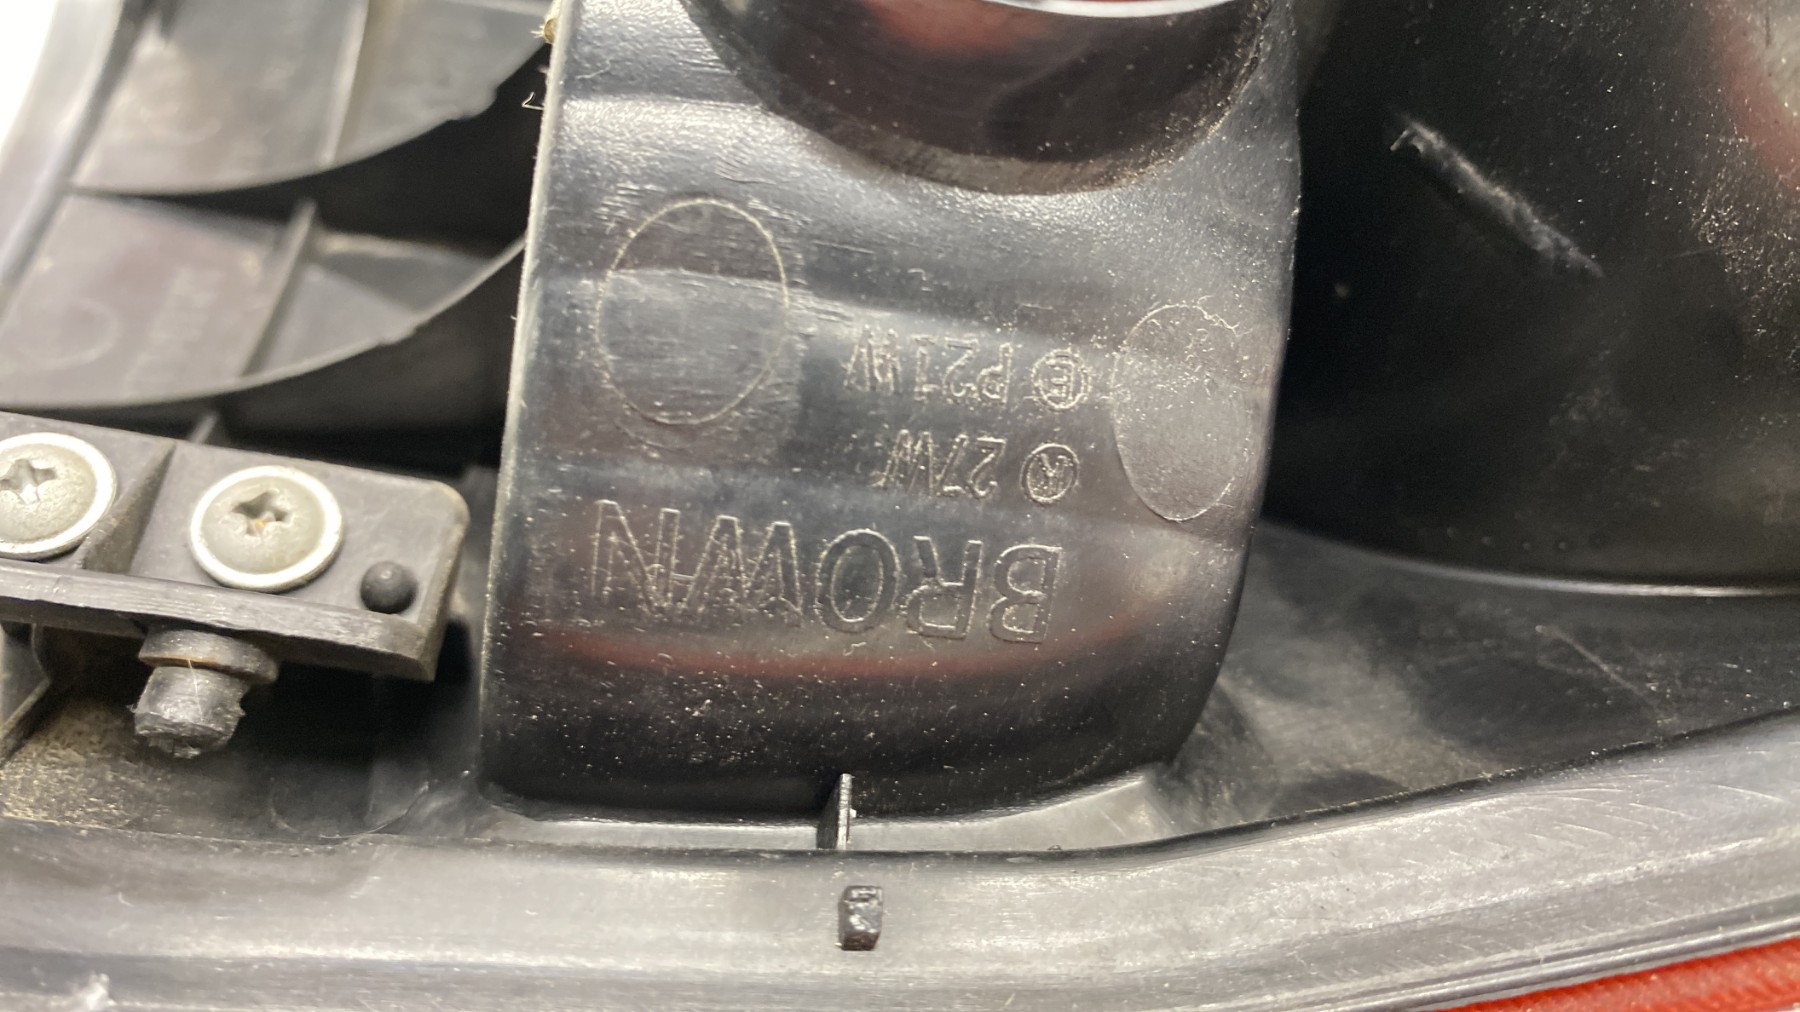 BROWN
Ⓚ 27W
Ⓔ P21W